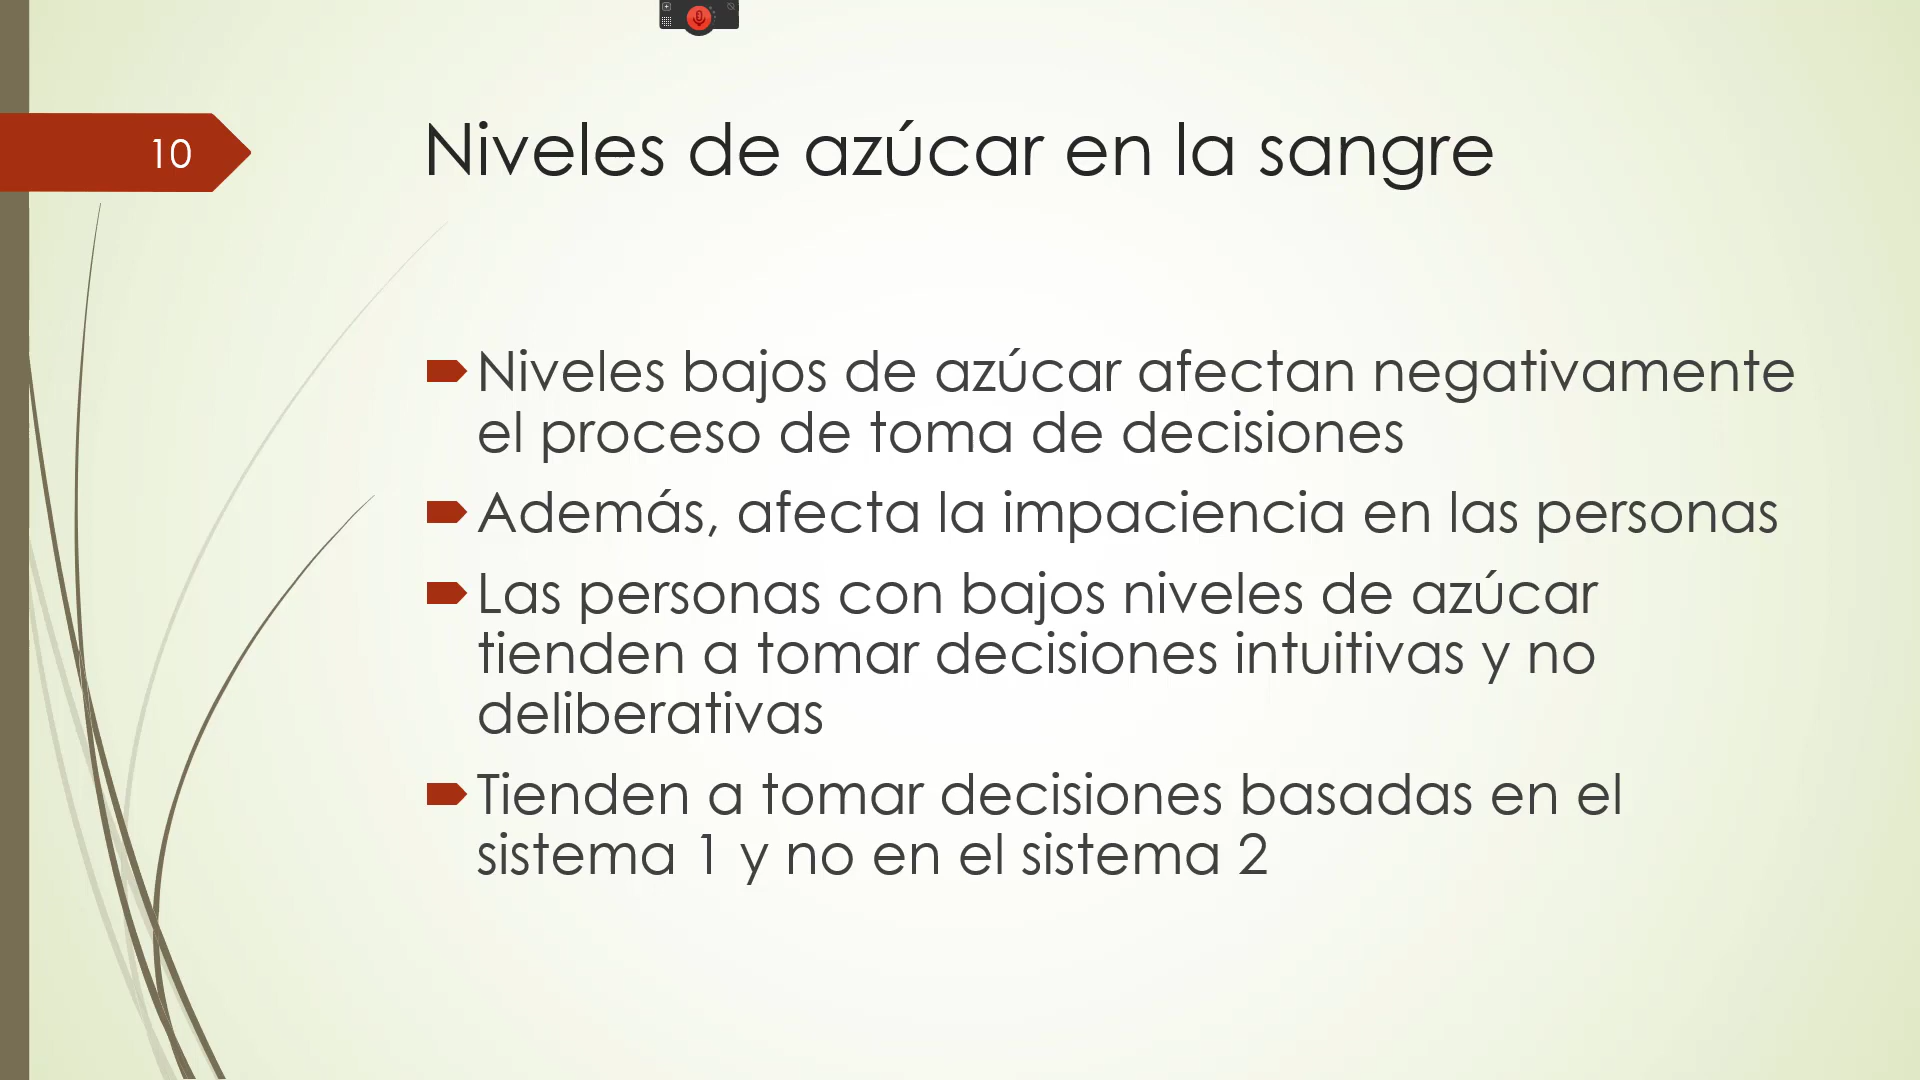 10
Niveles de azúcar en la sangre
Niveles bajos de azúcar afectan negativamente
el proceso de toma de decisiones
Además, afecta la impaciencia en las personas
Las personas con bajos niveles de azúcar
tienden a tomar decisiones intuitivas y no
deliberativas
Tienden a tomar decisiones basadas en el
sistema 1 y no en el sistema 2